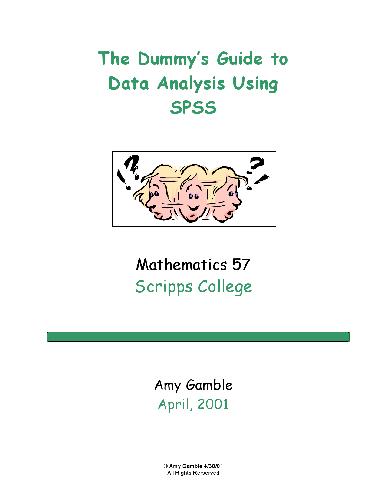 The Dummy's Guide to
Data Analysis Using
SPSS
Mathematics 57
Scripps College
Amy Gamble
April, 2001
© Amy Gamble 4/30/01
All Rights Reserved